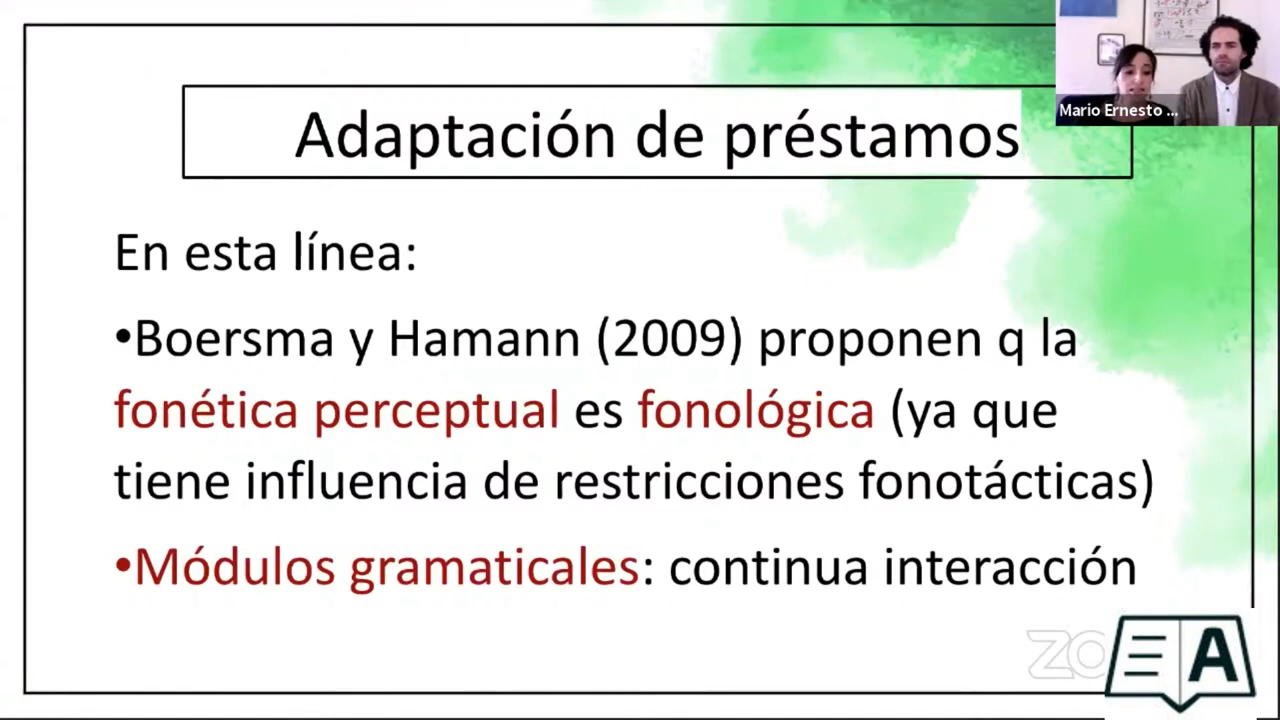 Mario Ernesto ...
Adaptación de préstamos
En esta línea:
•Boersma y Hamann (2009) proponen q la
fonética perceptual es fonológica (ya que
tiene influencia de restricciones fonotácticas)
•Módulos gramaticales: continua interacción
A